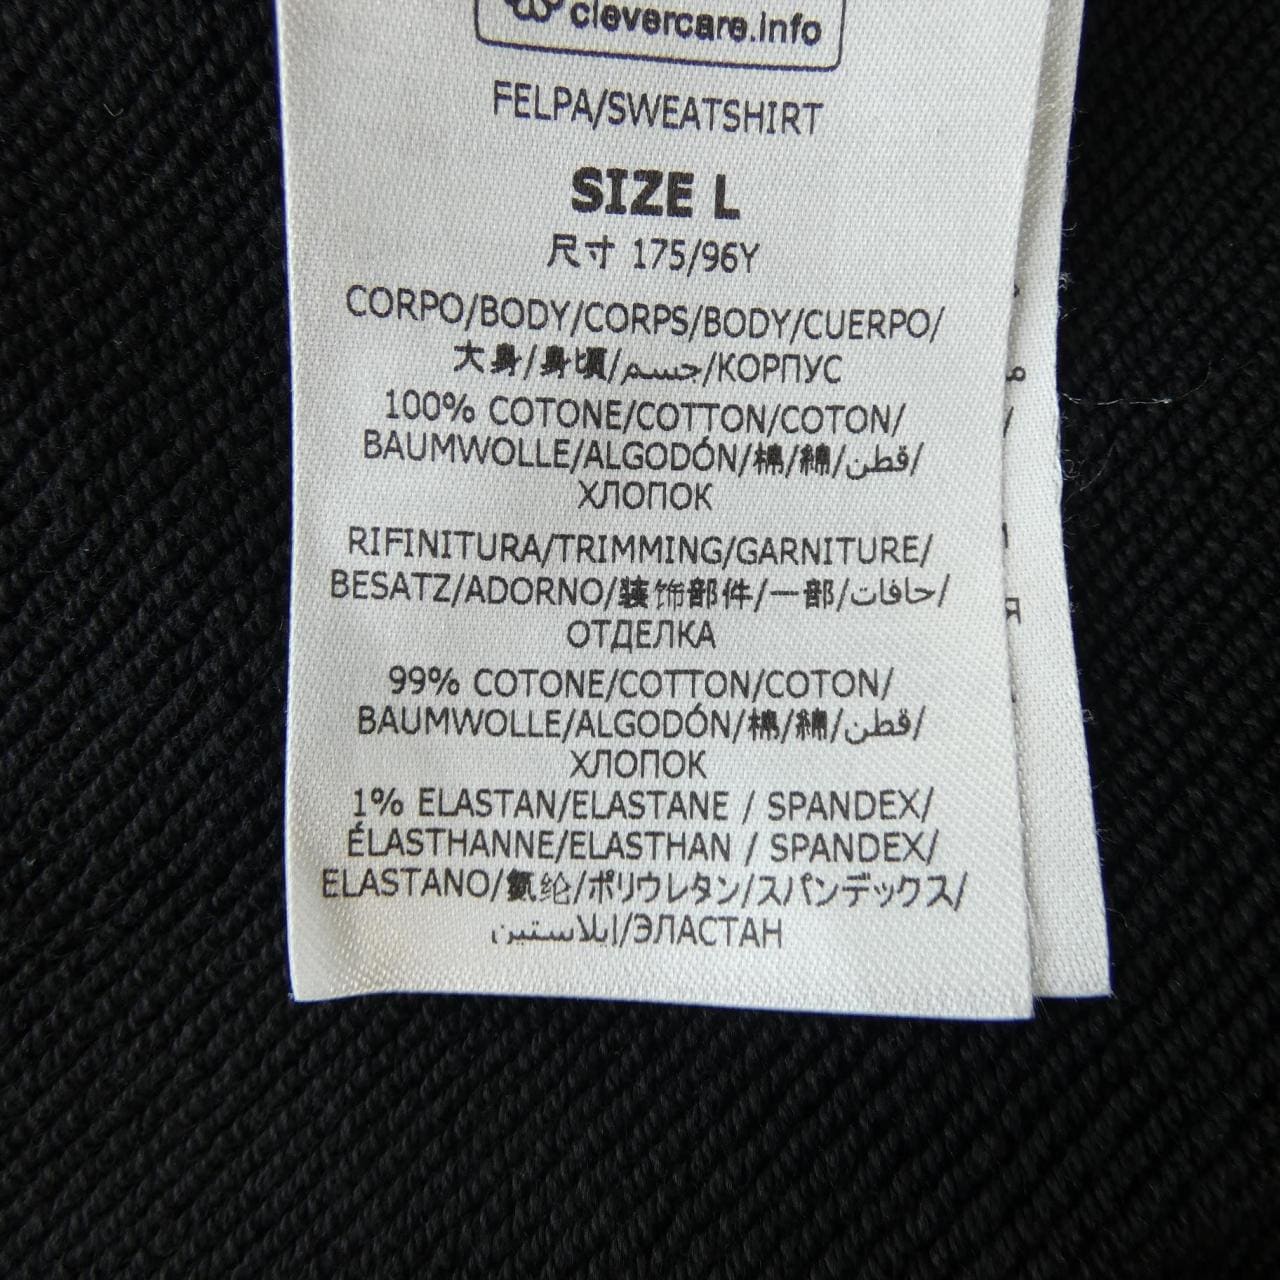 clevercare.info
FELPA/SWEATSHIRT
SIZE L
尺寸 175/96Y
CORPO/BODY/CORPS/BODY/CUERPO/
大身/身頃/جسم/КОРПУС
100% COTONE/COTTON/COTON/
BAUMWOLLE/ALGODÓN/棉/綿/قطن/
ХЛОПОК
RIFINITURA/TRIMMING/GARNITURE/
BESATZ/ADORNO/装饰部件/一部/حافات/
ОТДЕЛКА
99% COTONE/COTTON/COTON/
BAUMWOLLE/ALGODÓN/棉/綿/قطن/
ХЛОПОК
1% ELASTAN/ELASTANE / SPANDEX/
ÉLASTHANNE/ELASTHAN / SPANDEX/
ELASTANO/氨纶/ポリウレタン/スパンデックス/
إيلاستين/ЭЛАСТАН